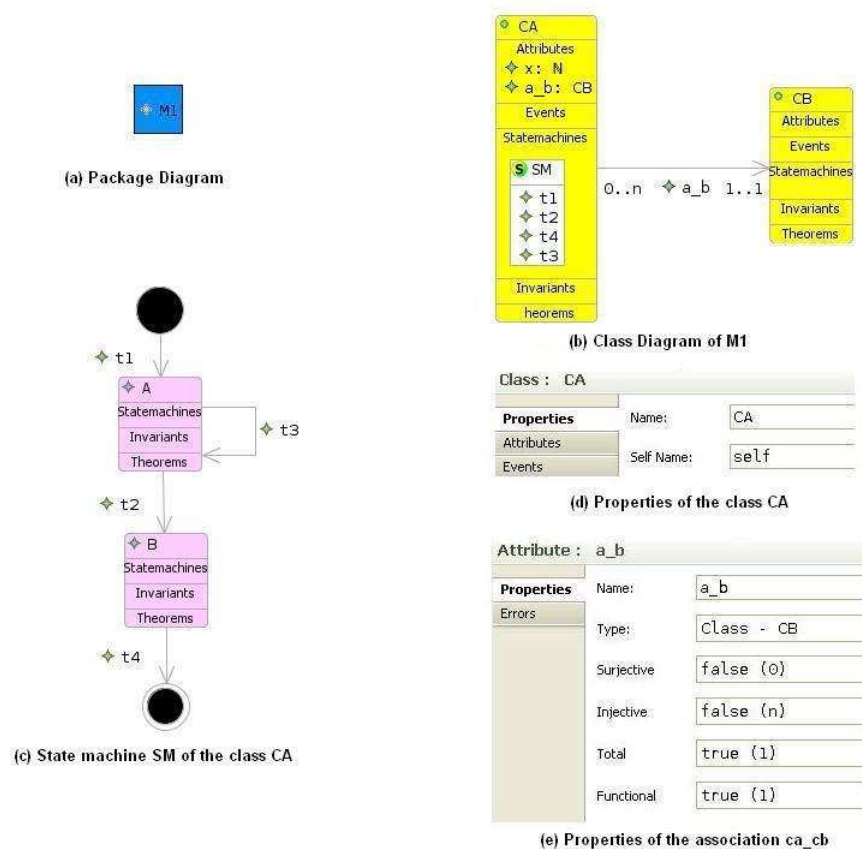 M1
(a) Package Diagram
CA
Attributes
x: N
a_b: CB
Events
Statemachines
S SM
t1
t2
t4
t3
Invariants
heorems
0..n a_b 1..1
CB
Attributes
Events
Statemachines
Invariants
Theorems
(b) Class Diagram of M1
t1
A
Statemachines
Invariants
Theorems
t3
t2
B
Statemachines
Invariants
Theorems
t4
(c) State machine SM of the class CA
Class : CA
Properties
Attributes
Events
Name: CA
Self Name: self
(d) Properties of the class CA
Attribute : a_b
Properties
Errors
Name: a_b
Type: Class - CB
Surjective false (0)
Injective false (n)
Total true (1)
Functional true (1)
(e) Properties of the association ca_cb